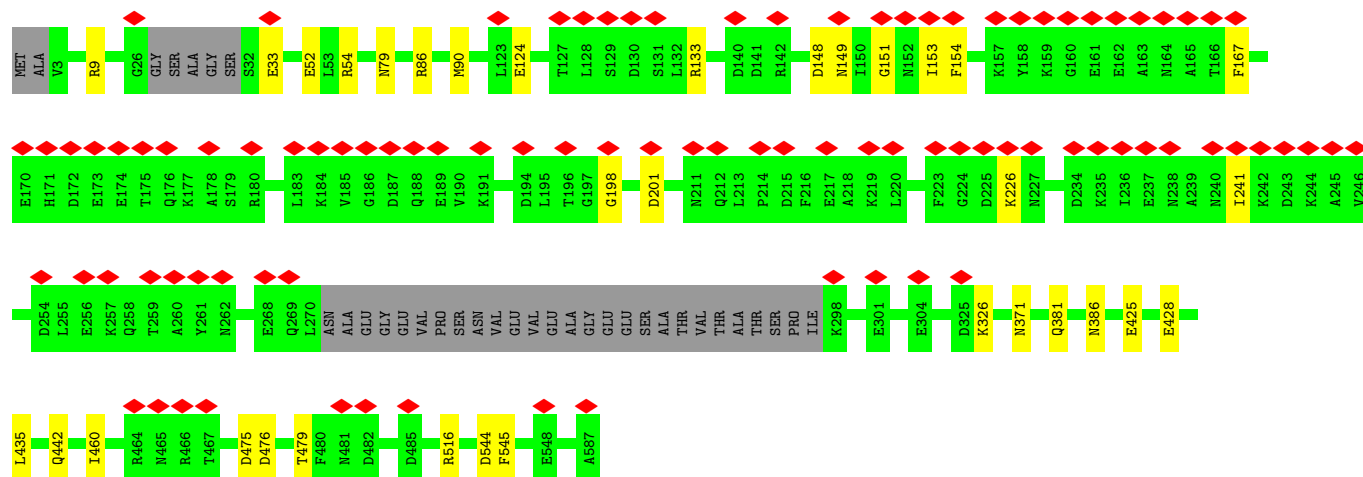 MET ALA V3 R9 G26 GLY SER ALA GLY SER S32 E33 E52 L53 R54 N79 R86 M90 L123 E124 T127 L128 S129 D130 S131 L132 R133 D140 D141 R142 D148 N149 I150 G151 N152 I153 F154 K157 Y158 K159 G160 E161 E162 A163 N164 A165 T166 F167
E170 H171 D172 E173 E174 T175 Q176 K177 A178 S179 R180 L183 K184 V185 G186 D187 Q188 E189 V190 K191 D194 L195 T196 G197 G198 D201 N211 Q212 L213 P214 D215 F216 E217 A218 K219 L220 F223 G224 D225 K226 N227 D234 K235 I236 E237 N238 A239 N240 I241 K242 D243 K244 A245 V246
D254 L255 E256 K257 Q258 T259 A260 Y261 N262 E268 Q269 L270 ASN ALA GLU GLY GLU VAL PRO SER ASN VAL GLU VAL GLU ALA GLY GLU GLU SER ALA THR VAL THR ALA THR SER PRO ILE K298 E301 E304 D325 K326 N371 Q381 N386 E425 E428
L435 Q442 I460 R464 N465 R466 T467 D475 D476 T479 F480 N481 D482 D485 R516 D544 F545 E548 A587